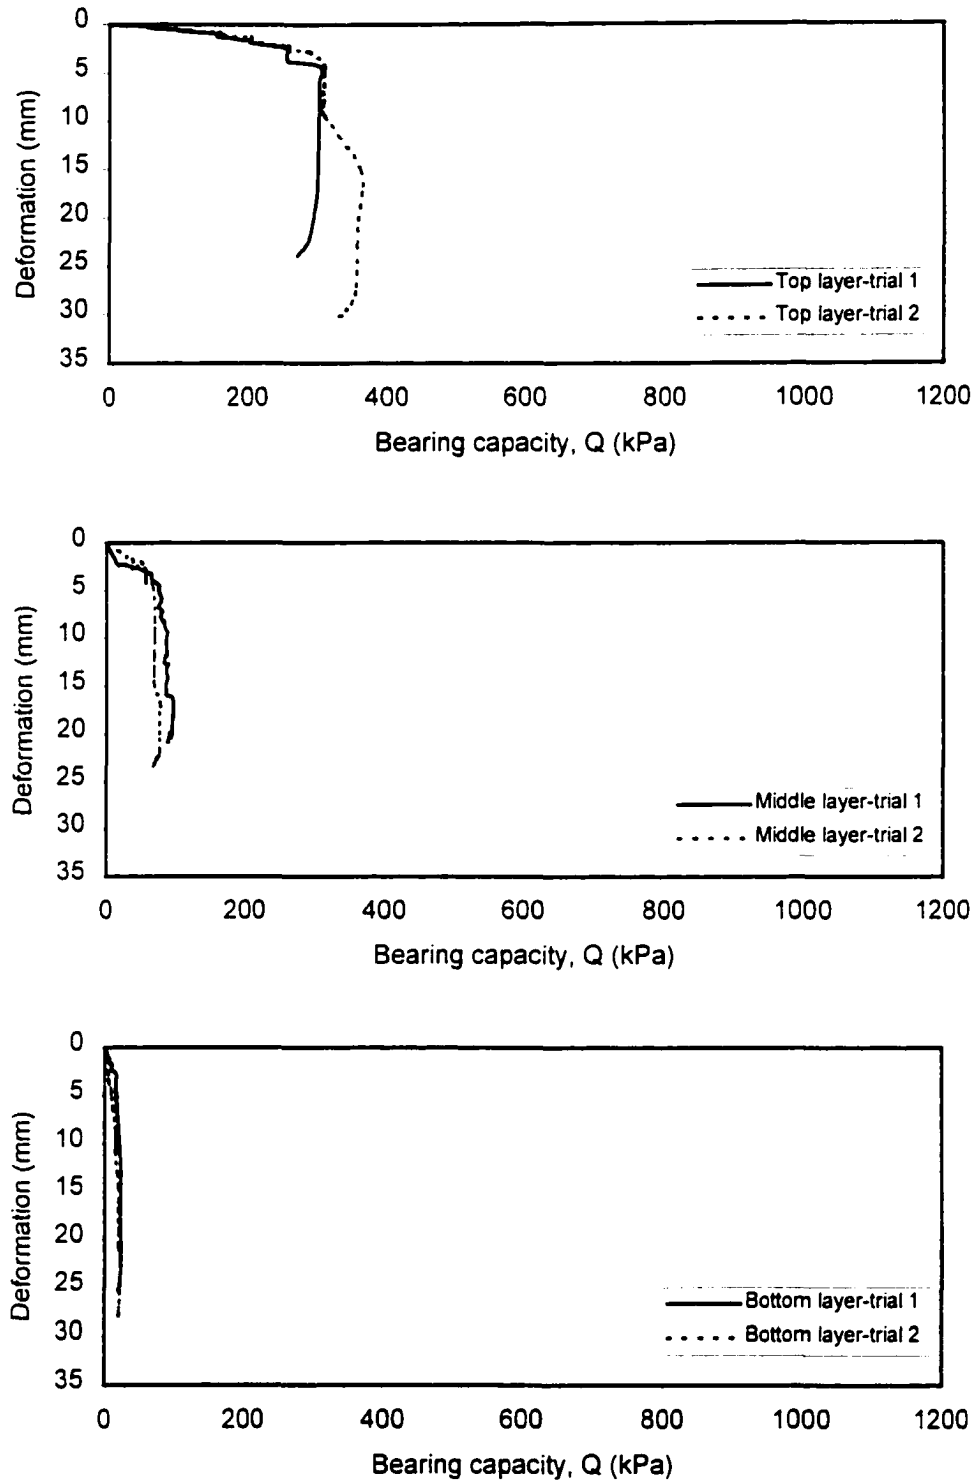 0
5
10
15
20
25
30
35
Deformation (mm)
Top layer-trial 1
Top layer-trial 2
0 200 400 600 800 1000 1200
Bearing capacity, Q (kPa)
0
5
10
15
20
25
30
35
Deformation (mm)
Middle layer-trial 1
Middle layer-trial 2
0 200 400 600 800 1000 1200
Bearing capacity, Q (kPa)
0
5
10
15
20
25
30
35
Deformation (mm)
Bottom layer-trial 1
Bottom layer-trial 2
0 200 400 600 800 1000 1200
Bearing capacity, Q (kPa)